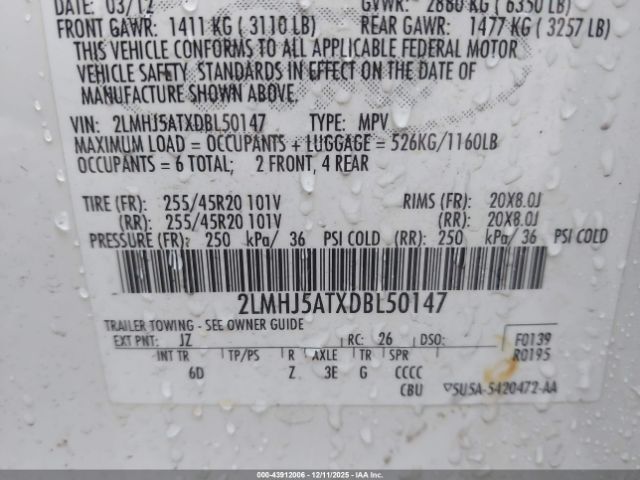 DATE: 03/12 GVWR: 2880 KG ( 6350 LB)
FRONT GAWR: 1411 KG ( 3110 LB) REAR GAWR: 1477 KG ( 3257 LB)
THIS VEHICLE CONFORMS TO ALL APPLICABLE FEDERAL MOTOR
VEHICLE SAFETY STANDARDS IN EFFECT ON THE DATE OF
MANUFACTURE SHOWN ABOVE.
VIN: 2LMHJ5ATXDBL50147 TYPE: MPV
MAXIMUM LOAD = OCCUPANTS + LUGGAGE = 526KG/1160LB
OCCUPANTS = 6 TOTAL; 2 FRONT, 4 REAR
TIRE (FR): 255/45R20 101V RIMS (FR): 20X8.0J
(RR): 255/45R20 101V (RR): 20X8.0J
PRESSURE (FR): 250 kPa/ 36 PSI COLD (RR): 250 kPa/ 36 PSI COLD
2LMHJ5ATXDBL50147
TRAILER TOWING - SEE OWNER GUIDE
EXT PNT: JZ RC: 26 DSO: F0139
INT TR TP/PS R AXLE TR SPR R0195
6D Z 3E G CCCC
CBU ▽5U5A-5420472-AA
000-43912006 - 12/11/2025 - IAAI.COM